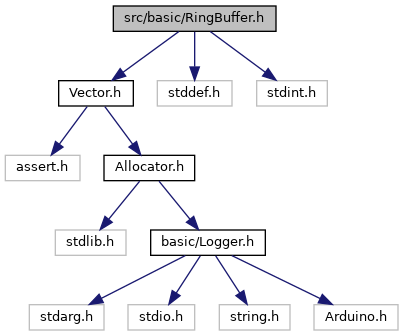 src/basic/RingBuffer.h
Vector.h
stddef.h
stdint.h
assert.h
Allocator.h
stdlib.h
basic/Logger.h
stdarg.h
stdio.h
string.h
Arduino.h